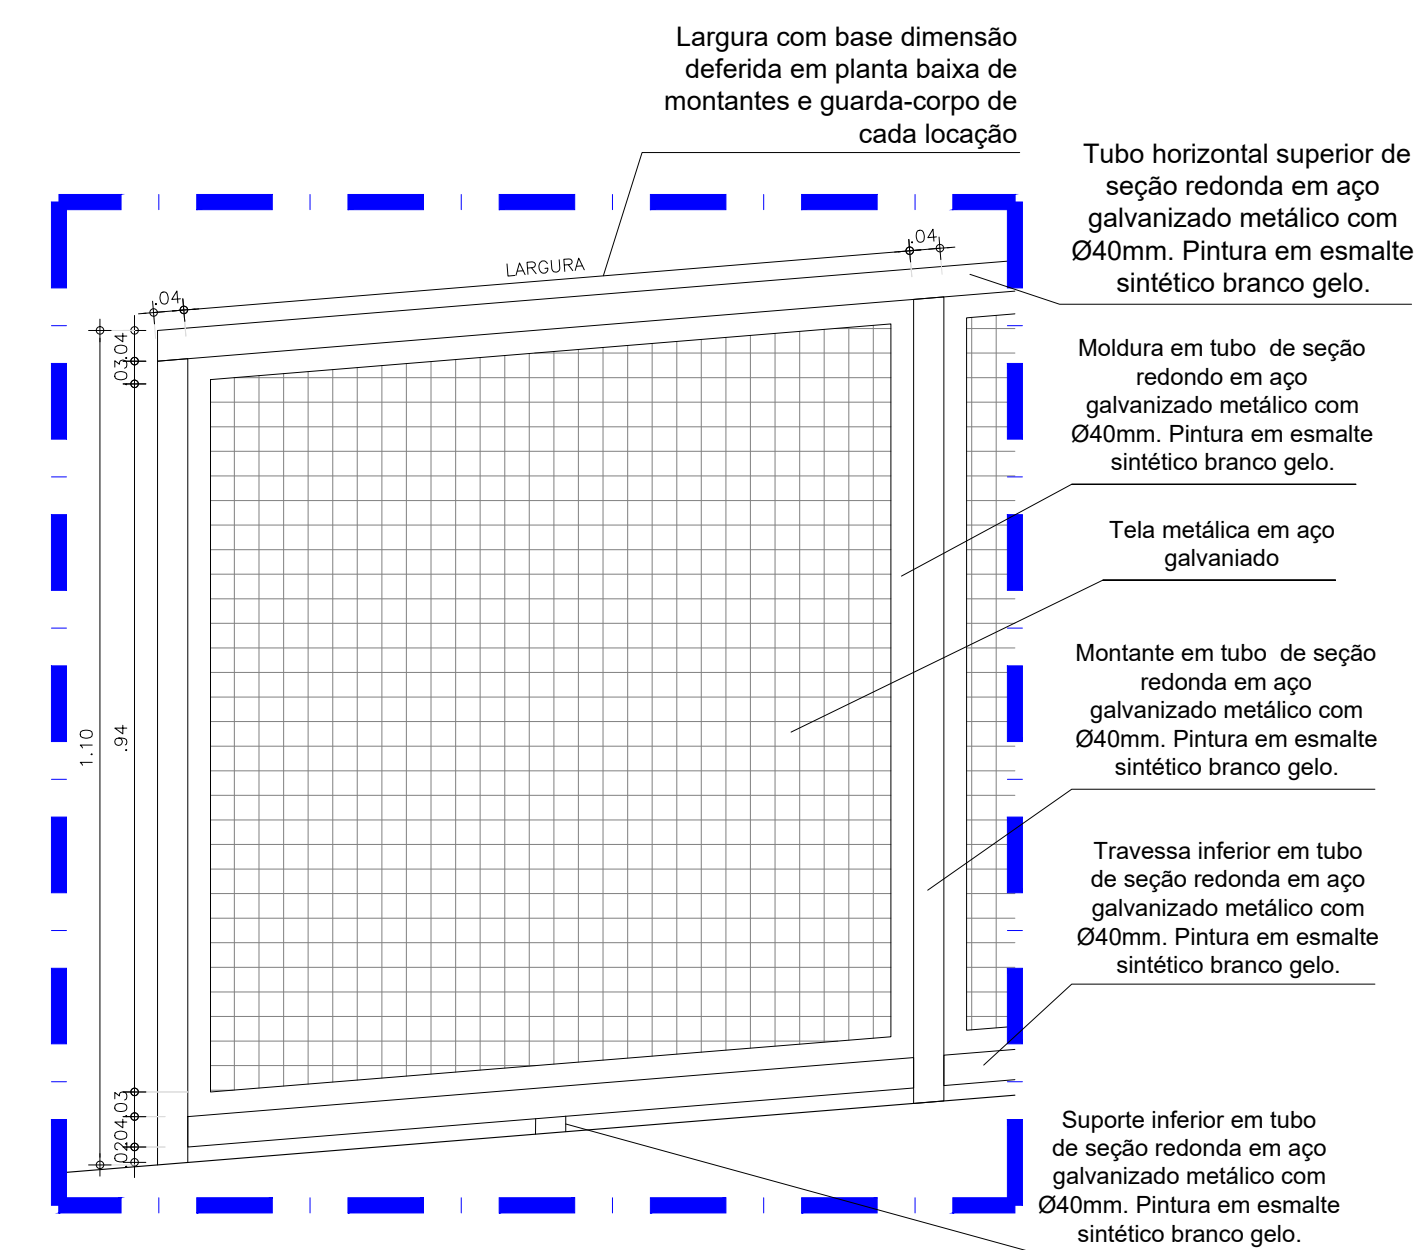 Largura com base dimensão
deferida em planta baixa de
montantes e guarda-corpo de
cada locação
Tubo horizontal superior de
seção redonda em aço
galvanizado metálico com
Ø40mm. Pintura em esmalte
sintético branco gelo.
.04
LARGURA
.04
.04
.03
Moldura em tubo de seção
redondo em aço
galvanizado metálico com
Ø40mm. Pintura em esmalte
sintético branco gelo.
Tela metálica em aço
galvaniado
Montante em tubo de seção
redonda em aço
galvanizado metálico com
Ø40mm. Pintura em esmalte
sintético branco gelo.
1.10
.94
Travessa inferior em tubo
de seção redonda em aço
galvanizado metálico com
Ø40mm. Pintura em esmalte
sintético branco gelo.
.03
.04
.02
Suporte inferior em tubo
de seção redonda em aço
galvanizado metálico com
Ø40mm. Pintura em esmalte
sintético branco gelo.